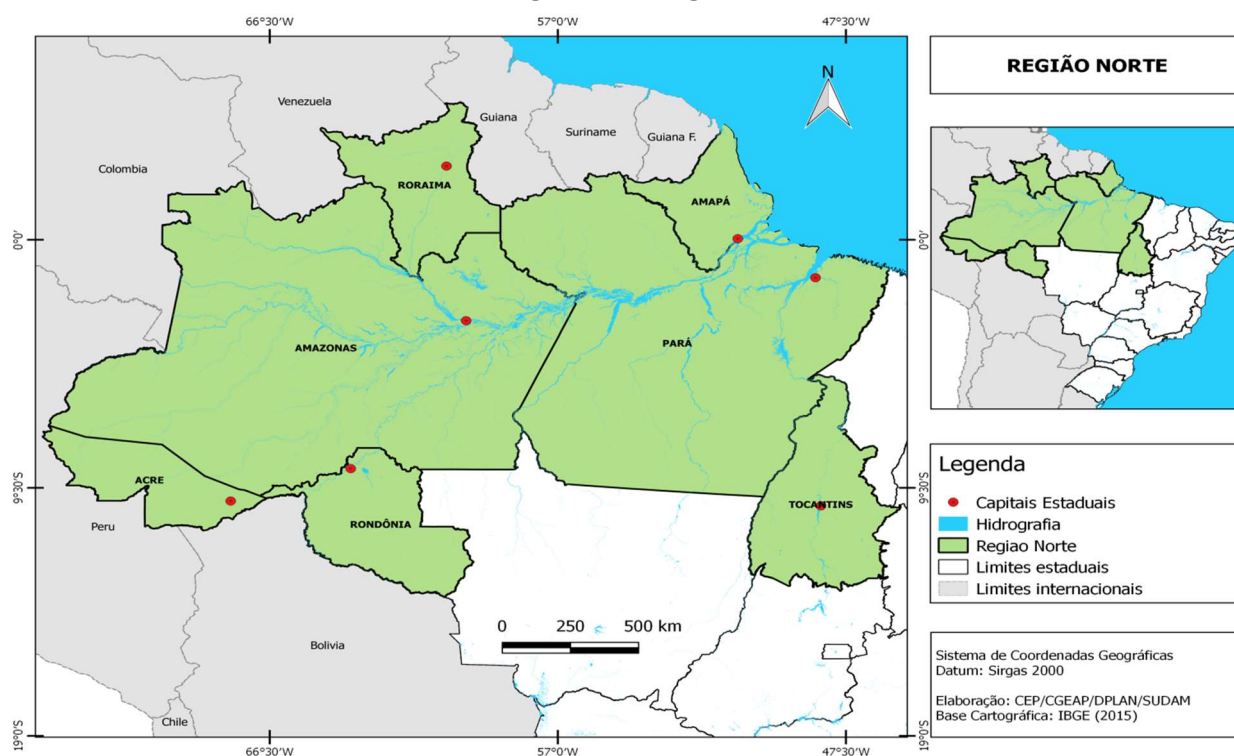 66°30'W
57°0'W
47°30'W
REGIÃO NORTE
N
Venezuela
Guiana
Suriname
Guiana F.
Colombia
RORAIMA
AMAPÁ
0°0'
0°0'
AMAZONAS
PARÁ
ACRE
9°30'S
9°30'S
Peru
RONDÔNIA
TOCANTINS
Legenda
Capitais Estaduais
Hidrografia
Regiao Norte
Limites estaduais
Limites internacionais
0 250 500 km
Bolivia
Chile
Sistema de Coordenadas Geográficas
Datum: Sirgas 2000
Elaboração: CEP/CGEAP/DPLAN/SUDAM
Base Cartográfica: IBGE (2015)
19°0'S
19°0'S
66°30'W
57°0'W
47°30'W